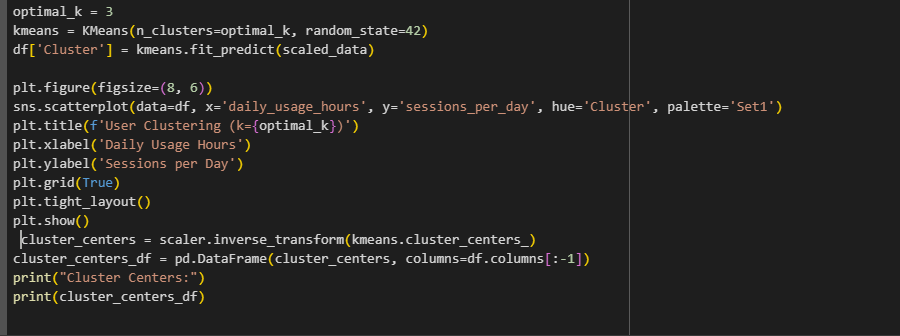 optimal_k = 3
kmeans = KMeans(n_clusters=optimal_k, random_state=42)
df['Cluster'] = kmeans.fit_predict(scaled_data)

plt.figure(figsize=(8, 6))
sns.scatterplot(data=df, x='daily_usage_hours', y='sessions_per_day', hue='Cluster', palette='Set1')
plt.title(f'User Clustering (k={optimal_k})')
plt.xlabel('Daily Usage Hours')
plt.ylabel('Sessions per Day')
plt.grid(True)
plt.tight_layout()
plt.show()
 cluster_centers = scaler.inverse_transform(kmeans.cluster_centers_)
cluster_centers_df = pd.DataFrame(cluster_centers, columns=df.columns[:-1])
print("Cluster Centers:")
print(cluster_centers_df)